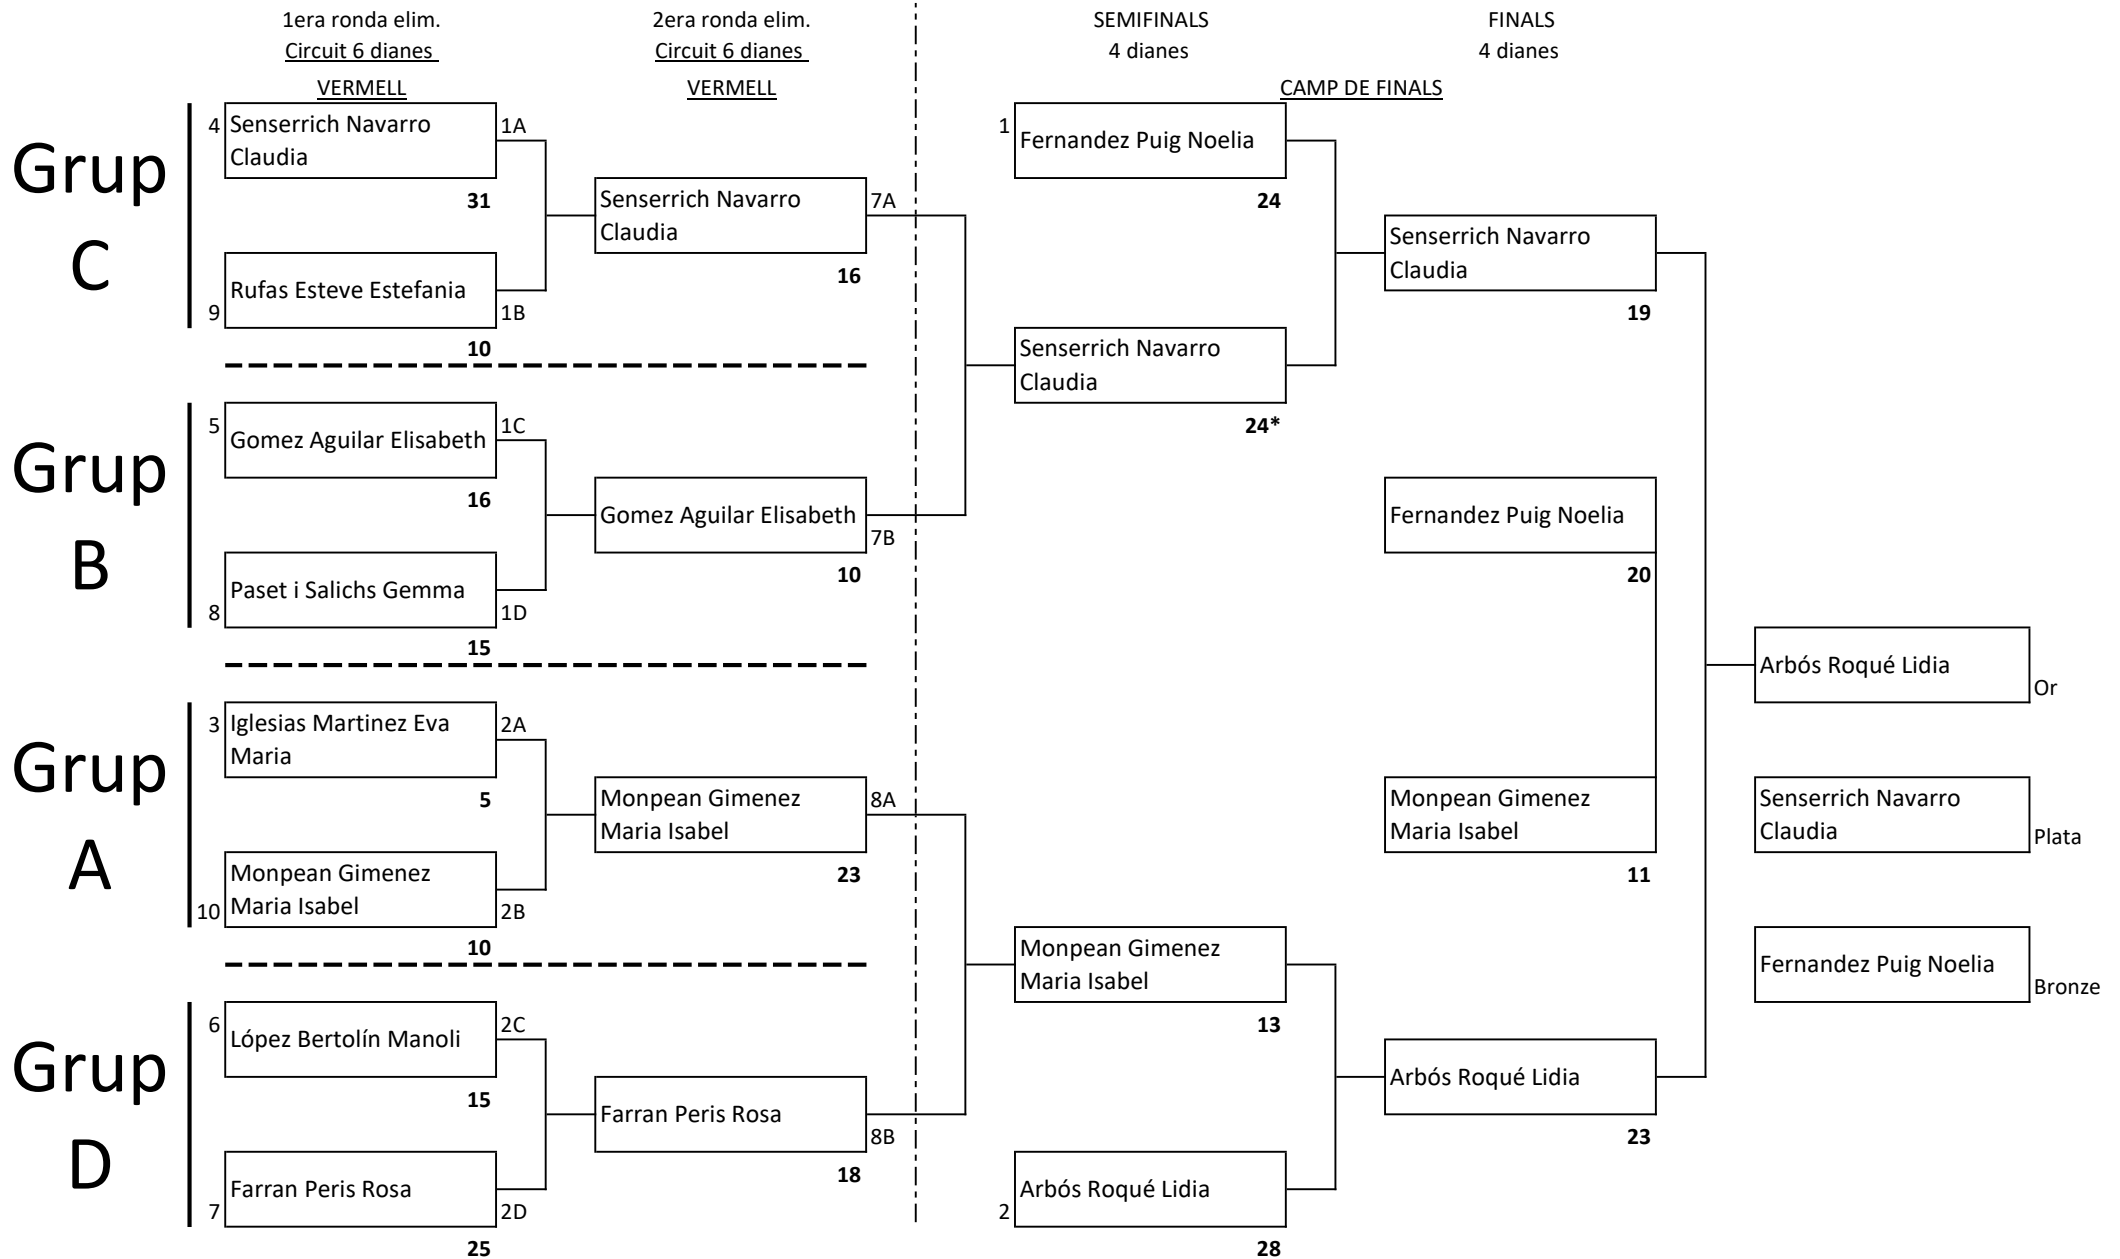 1era ronda elim.
Circuit 6 dianes
VERMELL
2era ronda elim.
Circuit 6 dianes
VERMELL
SEMIFINALS
4 dianes
FINALS
4 dianes
CAMP DE FINALS
Grup
C
4
Senserrich Navarro
Claudia
1A
31
9
Rufas Esteve Estefania
1B
10
Grup
B
5
Gomez Aguilar Elisabeth
1C
16
8
Paset i Salichs Gemma
1D
15
Grup
A
3
Iglesias Martinez Eva
Maria
2A
5
10
Monpean Gimenez
Maria Isabel
2B
10
Grup
D
6
López Bertolín Manoli
2C
15
7
Farran Peris Rosa
2D
25
Senserrich Navarro
Claudia
7A
16
Gomez Aguilar Elisabeth
7B
10
Monpean Gimenez
Maria Isabel
8A
23
Farran Peris Rosa
8B
18
1
Fernandez Puig Noelia
24
Senserrich Navarro
Claudia
24*
Monpean Gimenez
Maria Isabel
13
2
Arbós Roqué Lidia
28
Senserrich Navarro
Claudia
19
Fernandez Puig Noelia
20
Monpean Gimenez
Maria Isabel
11
Arbós Roqué Lidia
23
Arbós Roqué Lidia
Or
Senserrich Navarro
Claudia
Plata
Fernandez Puig Noelia
Bronze